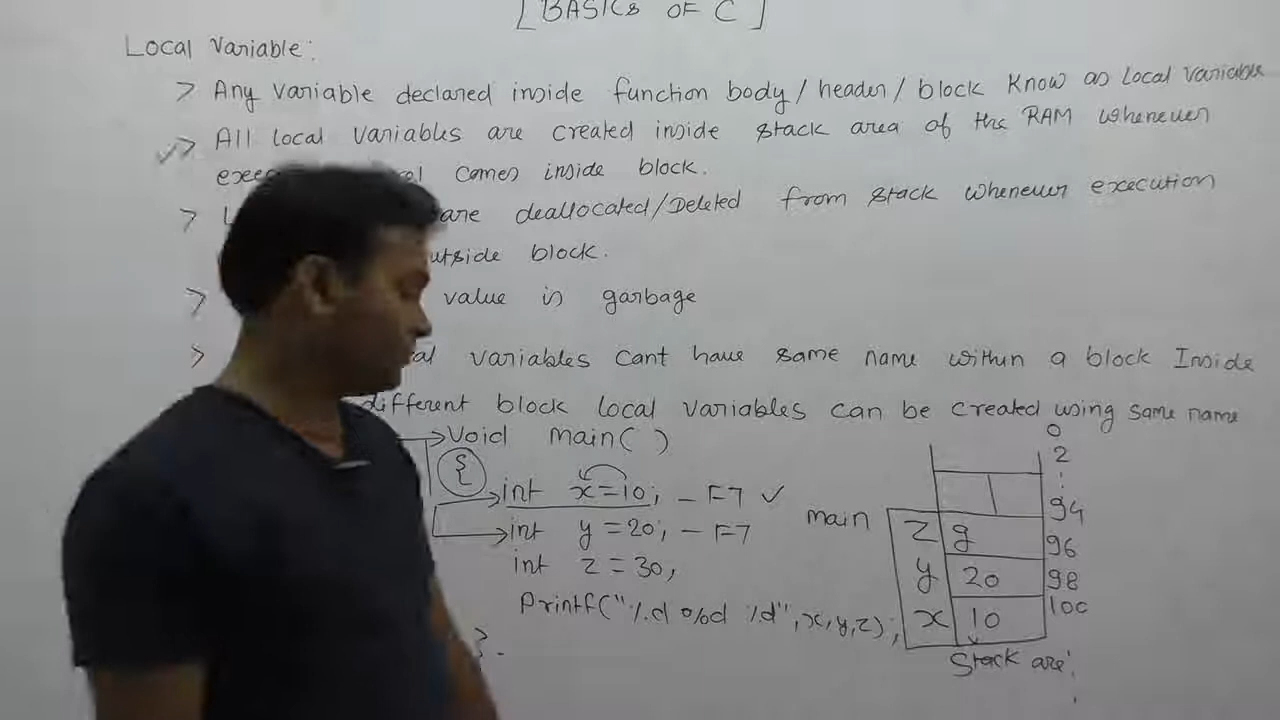 [ BASICS OF C ]
Local Variable:
> Any variable declared inside function body / header / block Know as Local variable
> All local variables are created inside stack area of the RAM whenever
comes inside block.
> are deallocated/Deleted from stack whenever execution
block.
> value is garbage
> variables cant have same name within a block Inside
different block local variables can be created using same name
Void main( )
{
int x=10; - F7 ✓
int y=20; - F7
int z=30;
Printf("%d %d %d",x,y,z);
}
main
0
2
:
94
z g 96
y 20 98
x 10 100
Stack are